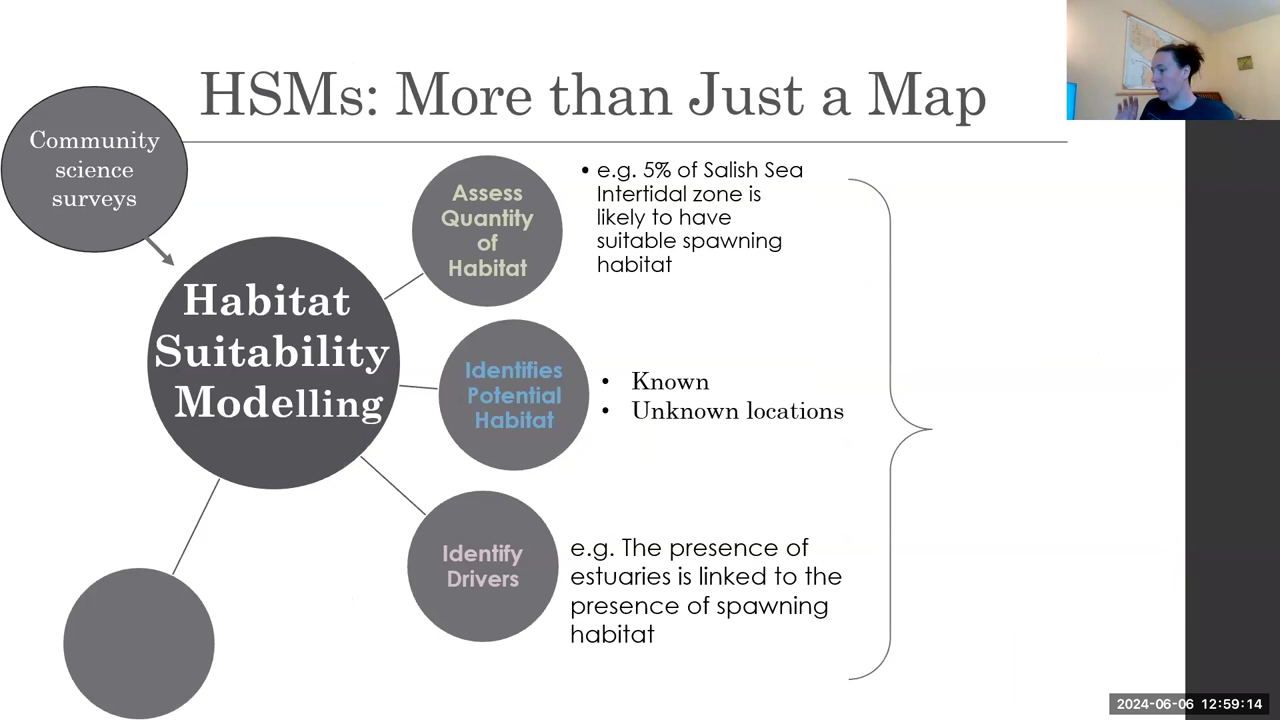 HSMs: More than Just a Map
Community
science
surveys
Habitat
Suitability
Modelling
Assess
Quantity
of
Habitat
• e.g. 5% of Salish Sea
Intertidal zone is
likely to have
suitable spawning
habitat
Identifies
Potential
Habitat
• Known
• Unknown locations
Identify
Drivers
e.g. The presence of
estuaries is linked to the
presence of spawning
habitat
2024-06-06 12:59:14